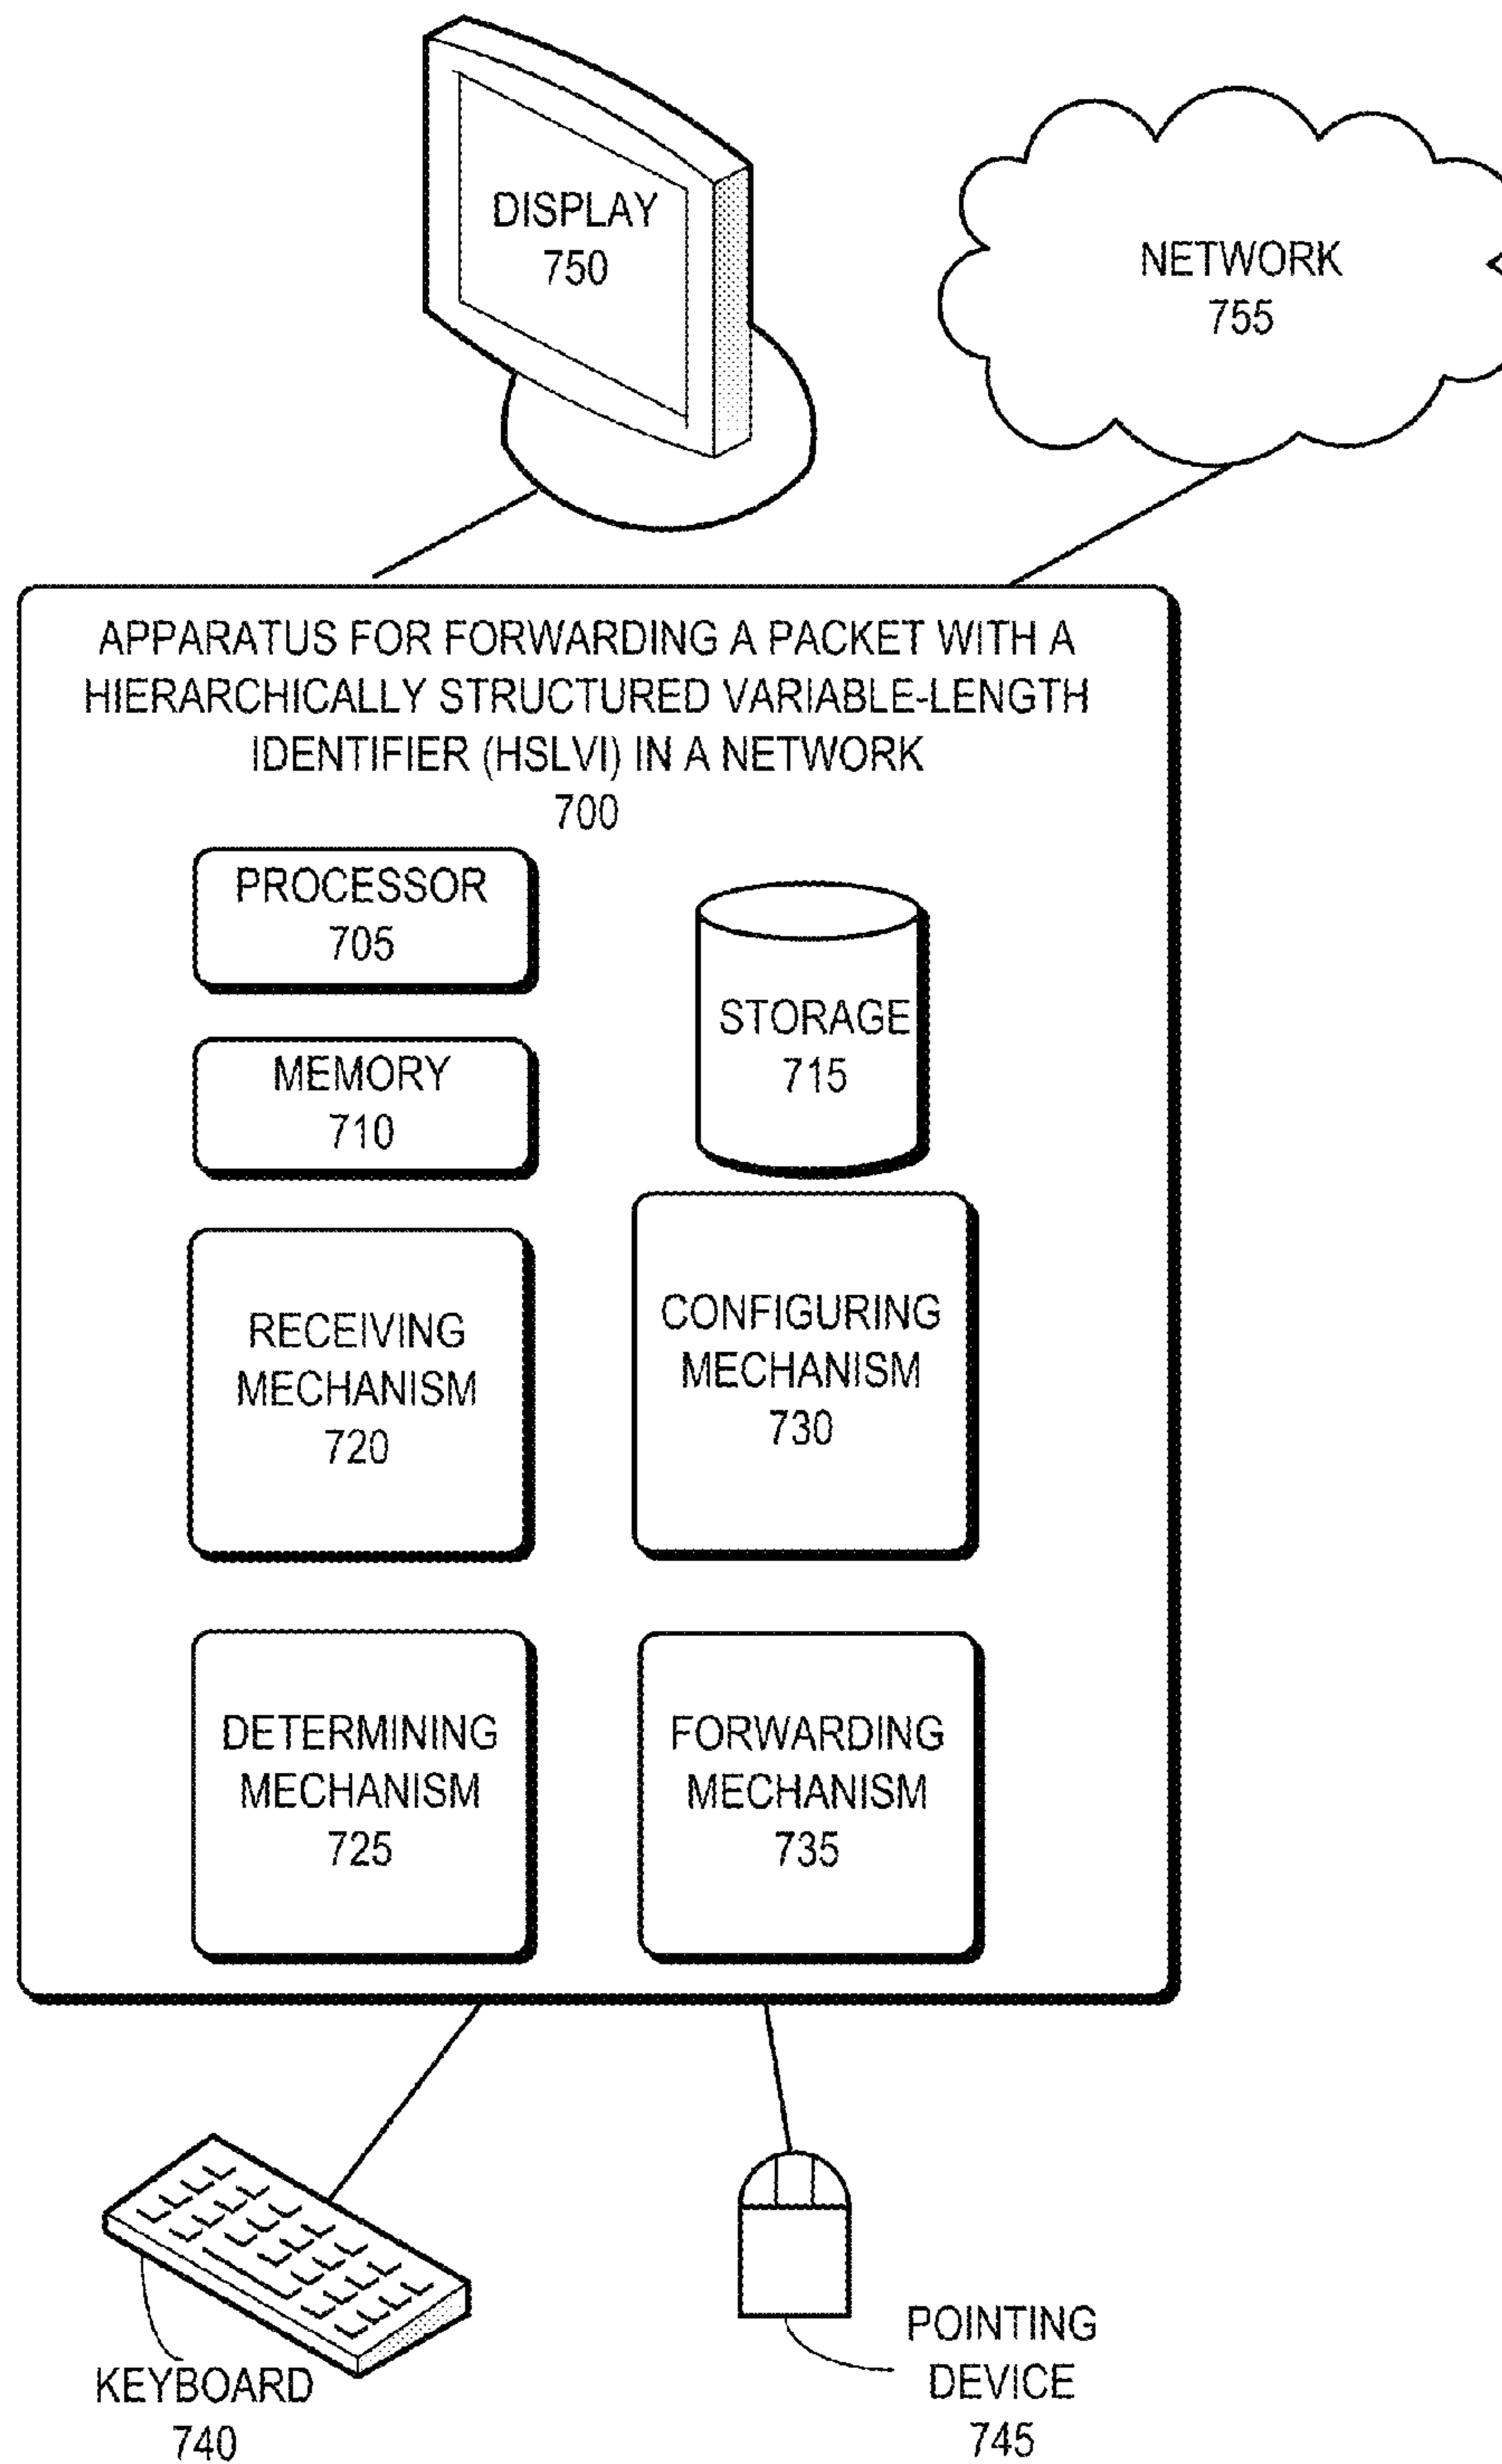 DISPLAY
750
NETWORK
755
APPARATUS FOR FORWARDING A PACKET WITH A
HIERARCHICALLY STRUCTURED VARIABLE-LENGTH
IDENTIFIER (HSLVI) IN A NETWORK
700
PROCESSOR
705
STORAGE
715
MEMORY
710
RECEIVING
MECHANISM
720
CONFIGURING
MECHANISM
730
DETERMINING
MECHANISM
725
FORWARDING
MECHANISM
735
KEYBOARD
740
POINTING
DEVICE
745